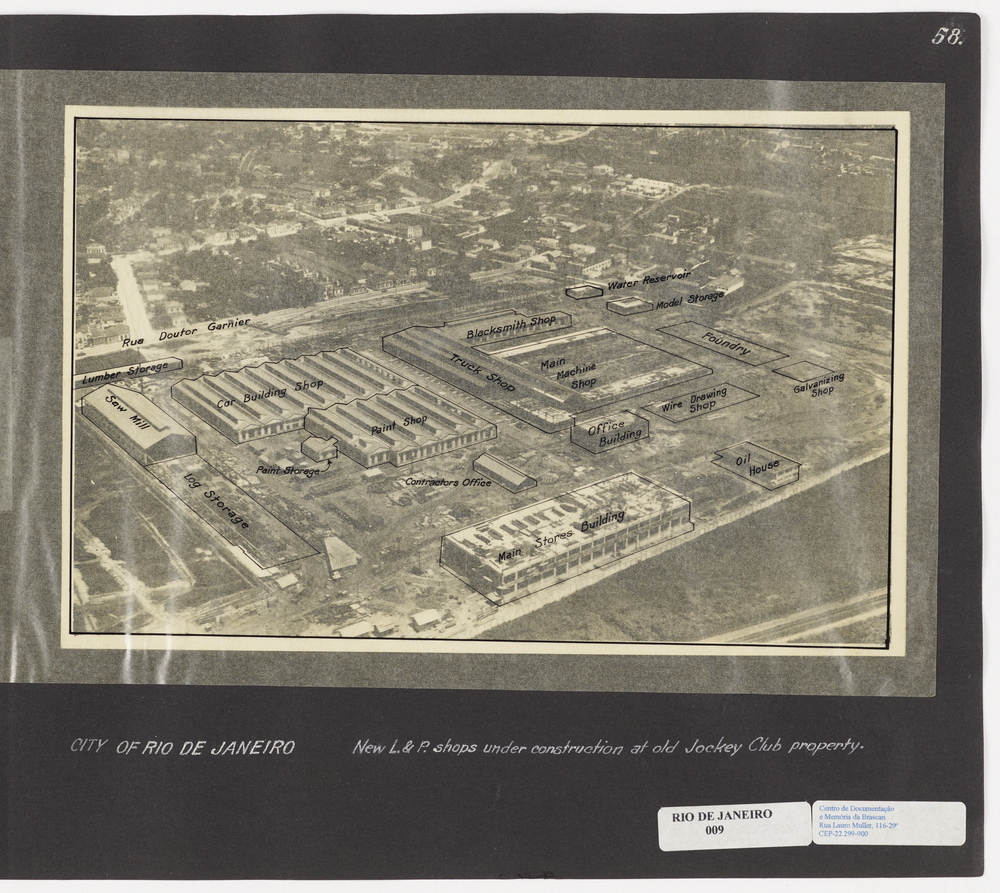 58.
Water Reservoir
Model Storage
Rua Doutor Garnier
Blacksmith Shop
Foundry
Lumber Storage
Truck Shop
Main
Machine
Shop
Galvanizing
Shop
Saw Mill
Car Building Shop
Paint Shop
Wire Drawing
Shop
Office
Building
Paint Storage
Contractors Office
Oil
House
Log Storage
Main Stores Building
CITY OF RIO DE JANEIRO
New L.&P. shops under construction at old Jockey Club property.
RIO DE JANEIRO
009
Centro de Documentação
e Memória da Brascan
Rua Lauro Muller, 116-29º
CEP-22.299-900